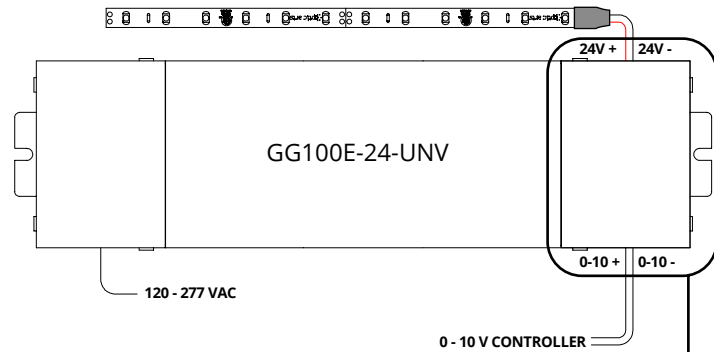 24V + 24V -
GG100E-24-UNV
0-10 + 0-10 -
120 - 277 VAC
0 - 10 V CONTROLLER